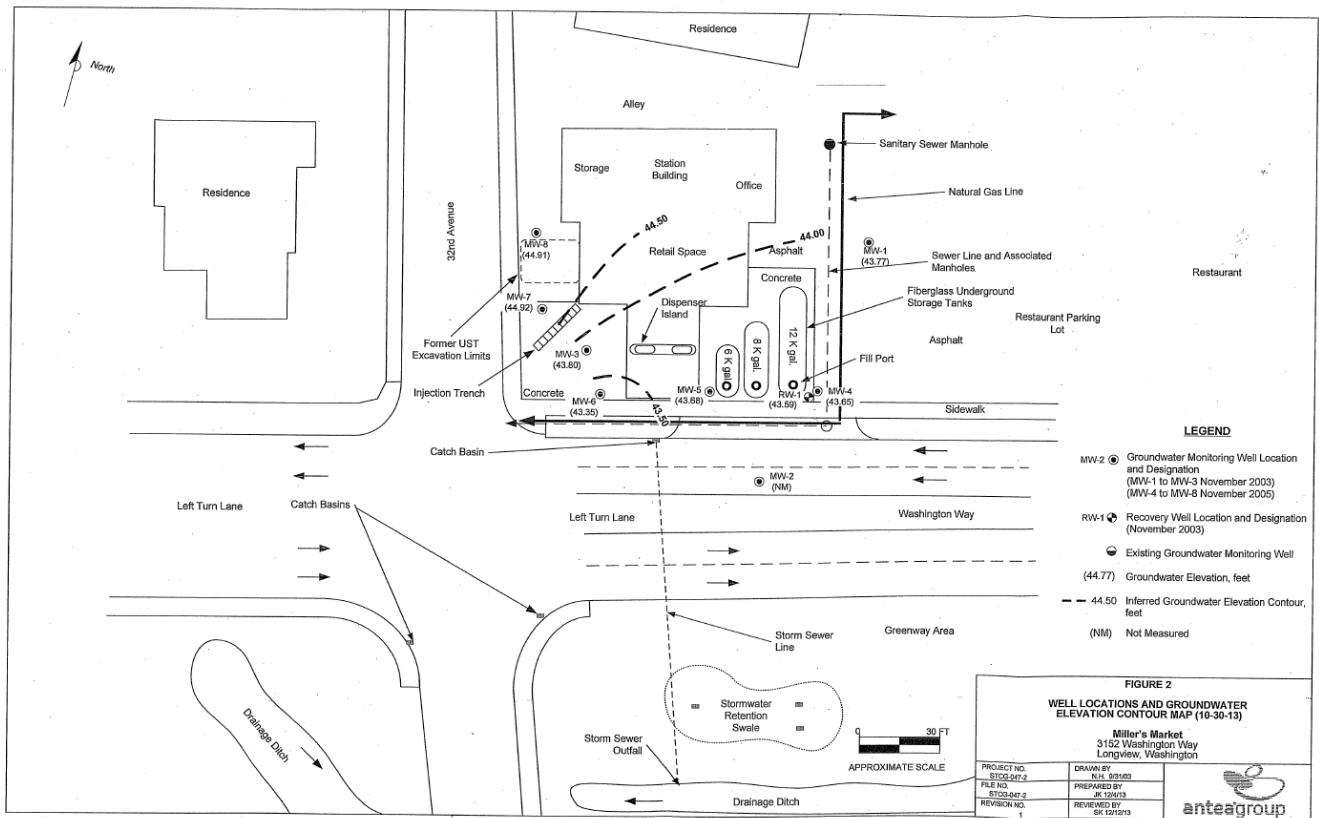 Residence
North
Alley
Sanitary Sewer Manhole
Storage
Station
Building
Office
Natural Gas Line
Residence
32nd Avenue
44.50
44.00
MW-8
(44.91)
Retail Space
Asphalt
MW-1
(43.77)
Sewer Line and Associated
Manholes
Restaurant
Concrete
Fiberglass Underground
Storage Tanks
MW-7
(44.92)
Dispenser
Island
12 K gal.
8 K gal.
6 K gal.
Restaurant Parking
Lot
Asphalt
Former UST
Excavation Limits
MW-3
(43.80)
Fill Port
Injection Trench
Concrete
MW-6
(43.35)
43.50
MW-5
(43.68)
RW-1
(43.59)
MW-4
(43.65)
Sidewalk
Catch Basin
MW-2
(NM)
Left Turn Lane
Catch Basins
Left Turn Lane
Washington Way
LEGEND
MW-2 Groundwater Monitoring Well Location
and Designation
(MW-1 to MW-3 November 2003)
(MW-4 to MW-8 November 2005)
RW-1 Recovery Well Location and Designation
(November 2003)
Existing Groundwater Monitoring Well
(44.77) Groundwater Elevation, feet
44.50 Inferred Groundwater Elevation Contour,
feet
(NM) Not Measured
Storm Sewer
Line
Greenway Area
Stormwater
Retention
Swale
Drainage Ditch
Storm Sewer
Outfall
0 30 FT
APPROXIMATE SCALE
Drainage Ditch
FIGURE 2
WELL LOCATIONS AND GROUNDWATER
ELEVATION CONTOUR MAP (10-30-13)
Miller's Market
3152 Washington Way
Longview, Washington
PROJECT NO.
STCG-047-2
DRAWN BY
N.H. 9/31/03
FILE NO.
STCG-047-2
PREPARED BY
JK 12/4/13
REVISION NO.
1
REVIEWED BY
SK 12/12/13
anteagroup